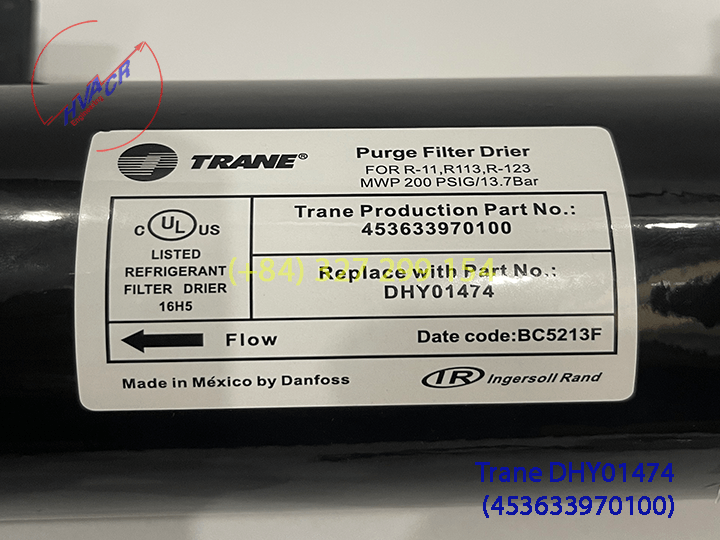 HVACR
TRANE®
Purge Filter Drier
FOR R-11,R113,R-123
MWP 200 PSIG/13.7Bar
C UL US
LISTED
REFRIGERANT
FILTER DRIER
16H5
Trane Production Part No.:
453633970100
(+84) 327 299 154
Replace with Part No.:
DHY01474
Flow
Date code:BC5213F
Made in México by Danfoss
IR Ingersoll Rand
Trane DHY01474
(453633970100)